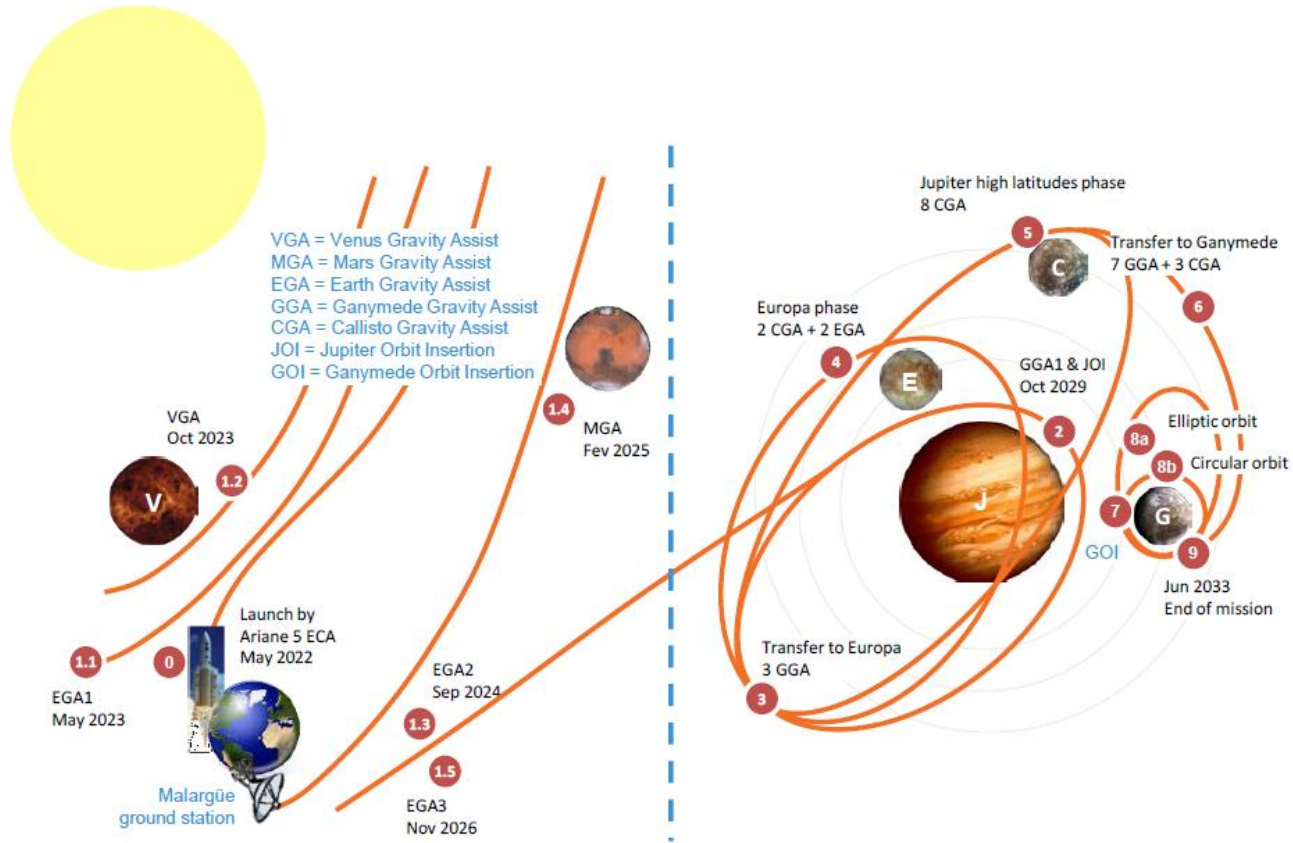 VGA = Venus Gravity Assist
MGA = Mars Gravity Assist
EGA = Earth Gravity Assist
GGA = Ganymede Gravity Assist
CGA = Callisto Gravity Assist
JOI = Jupiter Orbit Insertion
GOI = Ganymede Orbit Insertion
VGA
Oct 2023
V
1.2
1.4
MGA
Fev 2025
Launch by
Ariane 5 ECA
May 2022
0
1.1
EGA1
May 2023
EGA2
Sep 2024
1.3
1.5
EGA3
Nov 2026
Malargüe
ground station
Jupiter high latitudes phase
8 CGA
5
C
Transfer to Ganymede
7 GGA + 3 CGA
6
Europa phase
2 CGA + 2 EGA
4
E
GGA1 & JOI
Oct 2029
2
J
Elliptic orbit
8a
8b
Circular orbit
7
G
GOI
9
Jun 2033
End of mission
Transfer to Europa
3 GGA
3